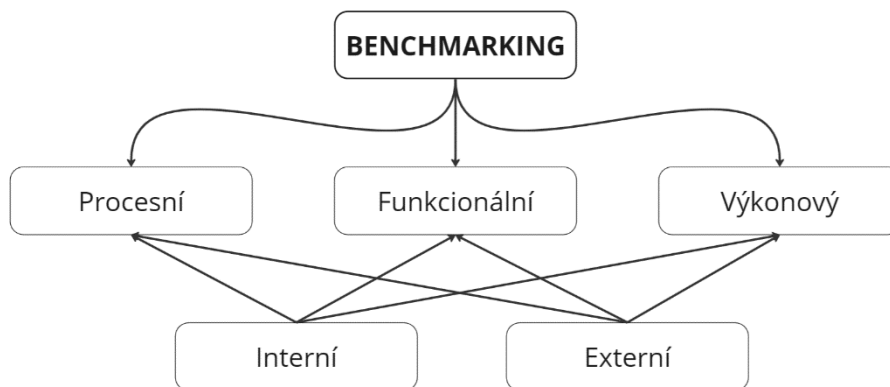 BENCHMARKING
Procesní
Funkcionální
Výkonový
Interní
Externí